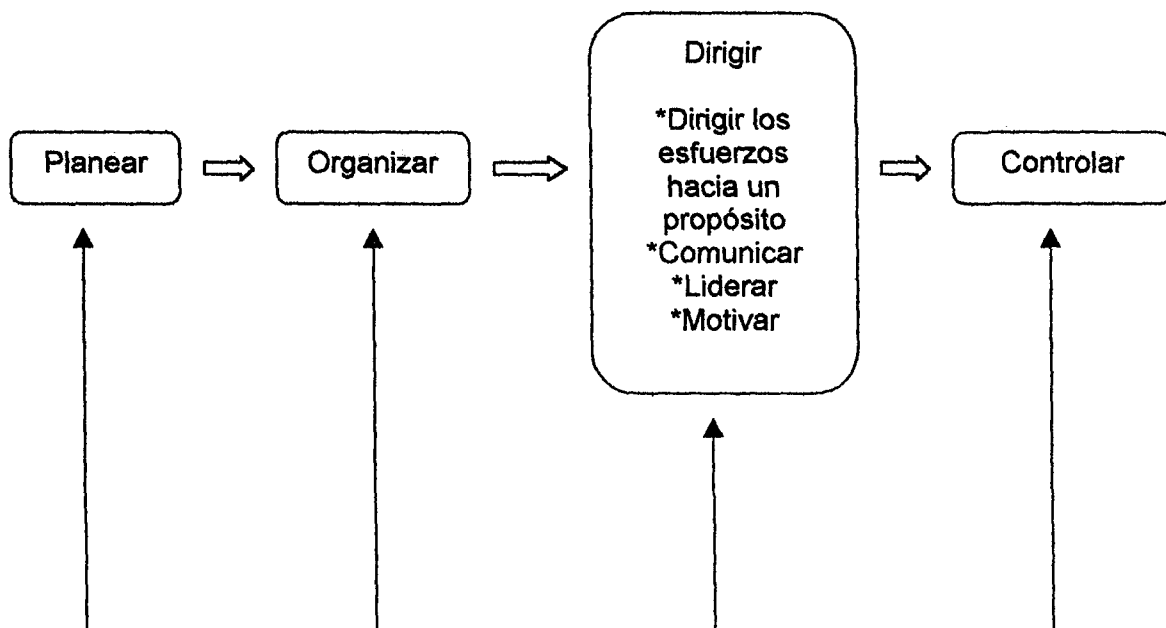 Planear
Organizar
Dirigir
*Dirigir los
esfuerzos
hacia un
propósito
*Comunicar
*Liderar
*Motivar
Controlar